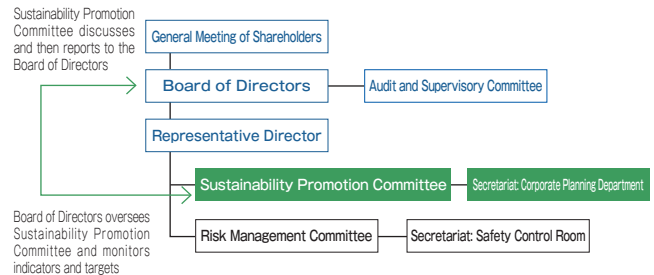 Sustainability Promotion
Committee discusses
and then reports to the
Board of Directors
General Meeting of Shareholders
Board of Directors
Audit and Supervisory Committee
Representative Director
Sustainability Promotion Committee
Secretariat: Corporate Planning Department
Board of Directors oversees
Sustainability Promotion
Committee and monitors
indicators and targets
Risk Management Committee
Secretariat: Safety Control Room